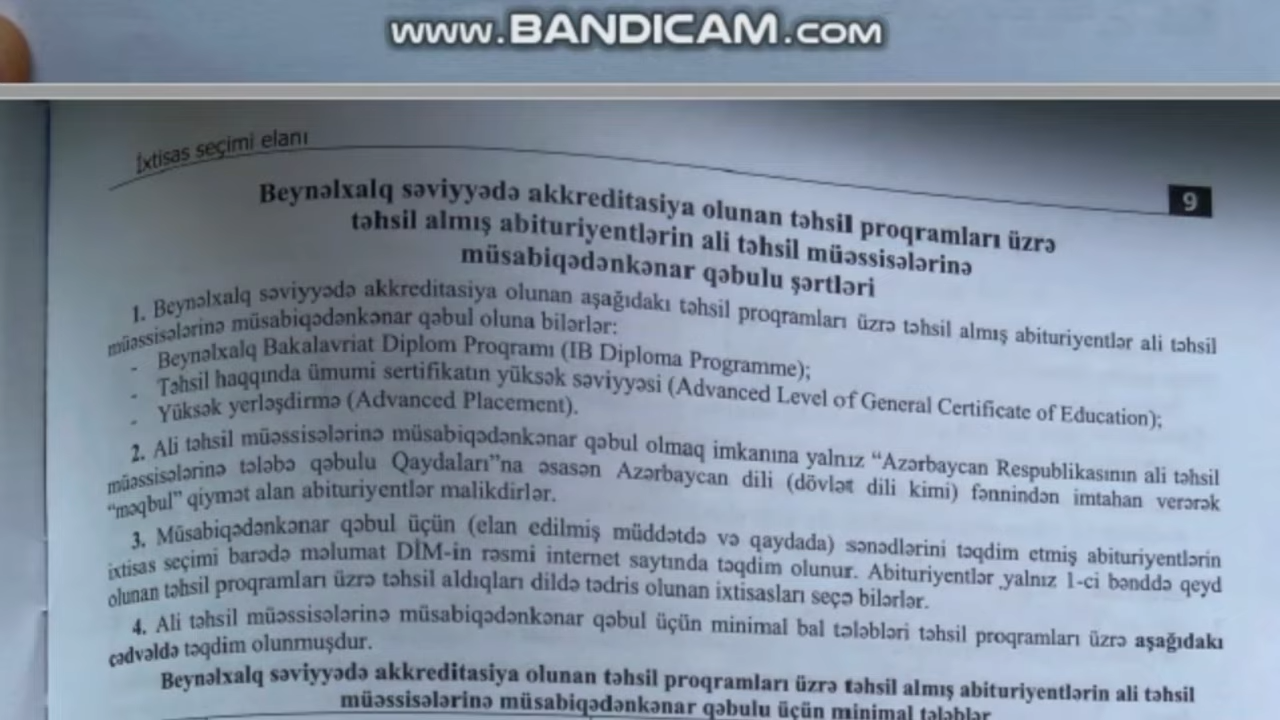 www.BANDICAM.com
İxtisas seçimi elanı
9
Beynəlxalq səviyyədə akkreditasiya olunan təhsil proqramları üzrə
təhsil almış abituriyentlərin ali təhsil müəssisələrinə
müsabiqədənkənar qəbulu şərtləri
1. Beynəlxalq səviyyədə akkreditasiya olunan aşağıdakı təhsil proqramları üzrə təhsil almış abituriyentlər ali təhsil
müəssisələrinə müsabiqədənkənar qəbul oluna bilərlər:
- Beynəlxalq Bakalavriat Diplom Proqramı (IB Diploma Programme);
- Təhsil haqqında ümumi sertifikatın yüksək səviyyəsi (Advanced Level of General Certificate of Education);
- Yüksək yerləşdirmə (Advanced Placement).
2. Ali təhsil müəssisələrinə müsabiqədənkənar qəbul olmaq imkanına yalnız “Azərbaycan Respublikasının ali təhsil
müəssisələrinə tələbə qəbulu Qaydaları”na əsasən Azərbaycan dili (dövlət dili kimi) fənnindən imtahan verərək
“məqbul” qiymət alan abituriyentlər malikdirlər.
3. Müsabiqədənkənar qəbul üçün (elan edilmiş müddətdə və qaydada) sənədlərini təqdim etmiş abituriyentlərin
ixtisas seçimi barədə məlumat DİM-in rəsmi internet saytında təqdim olunur. Abituriyentlər yalnız 1-ci bənddə qeyd
olunan təhsil proqramları üzrə təhsil aldıqları dildə tədris olunan ixtisasları seçə bilərlər.
4. Ali təhsil müəssisələrinə müsabiqədənkənar qəbul üçün minimal bal tələbləri təhsil proqramları üzrə aşağıdakı
cədvəldə təqdim olunmuşdur.
Beynəlxalq səviyyədə akkreditasiya olunan təhsil proqramları üzrə təhsil almış abituriyentlərin ali təhsil
müəssisələrinə müsabiqədənkənar qəbulu üçün minimal tələblər